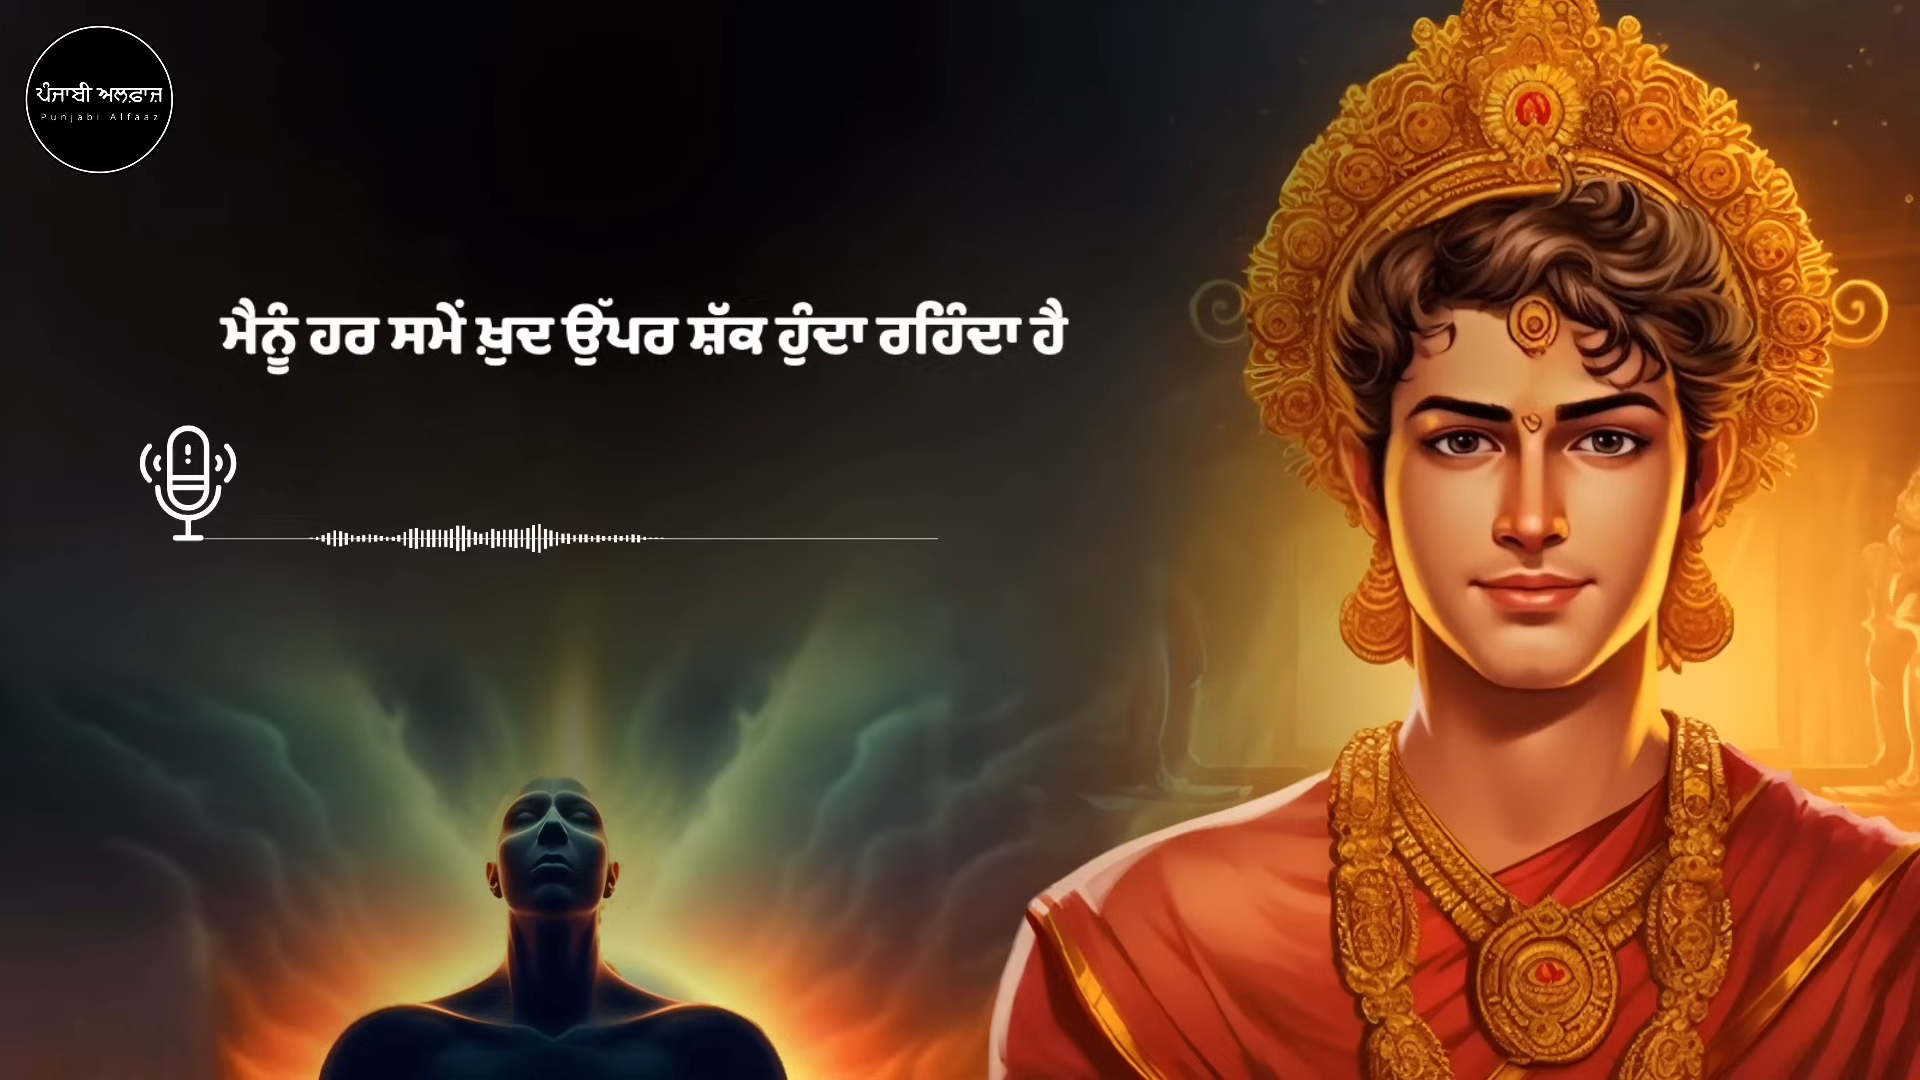 ਪੰਜਾਬੀ ਅਲਫ਼ਾਜ਼
Punjabi Alfaaz
ਮੈਨੂੰ ਹਰ ਸਮੇਂ ਖ਼ੁਦ ਉੱਪਰ ਸ਼ੱਕ ਹੁੰਦਾ ਰਹਿੰਦਾ ਹੈ